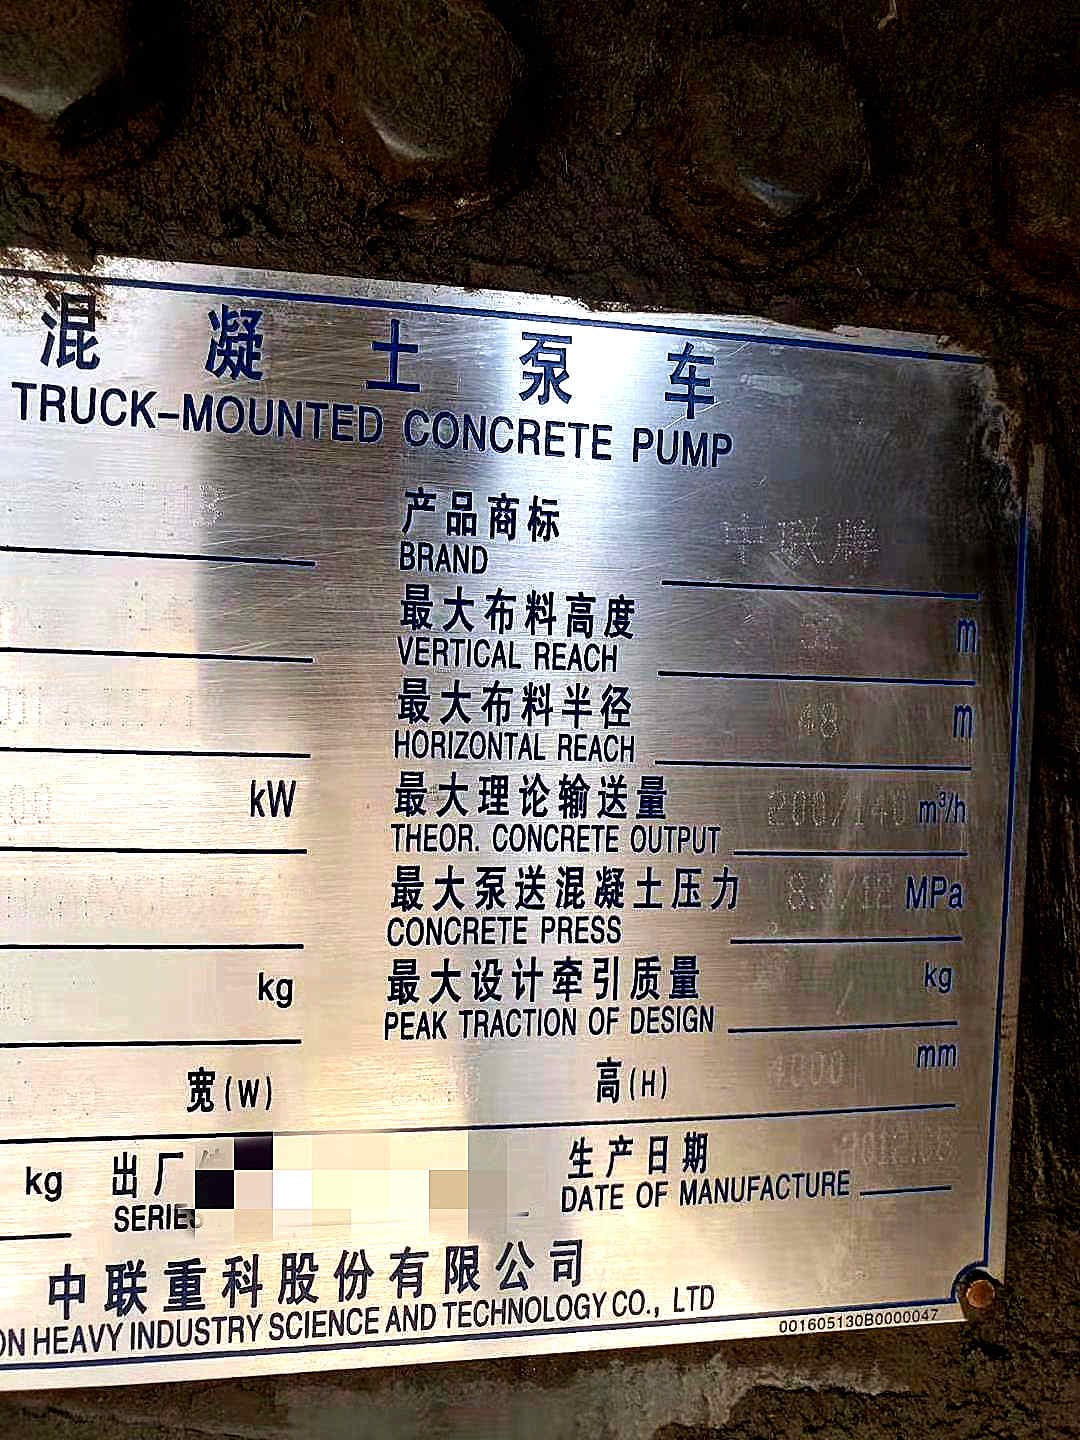 混凝土泵车
TRUCK-MOUNTED CONCRETE PUMP
产品商标 中联牌
BRAND
最大布料高度 m
VERTICAL REACH
最大布料半径 48 m
HORIZONTAL REACH
kW 最大理论输送量 200/140 m³/h
THEOR. CONCRETE OUTPUT
最大泵送混凝土压力 8.3/12 MPa
CONCRETE PRESS
kg 最大设计牵引质量 kg
PEAK TRACTION OF DESIGN
宽(W) 高(H) 4000 mm
kg 出厂 生产日期
SERIES DATE OF MANUFACTURE
中联重科股份有限公司
ON HEAVY INDUSTRY SCIENCE AND TECHNOLOGY CO., LTD
001605130B0000047